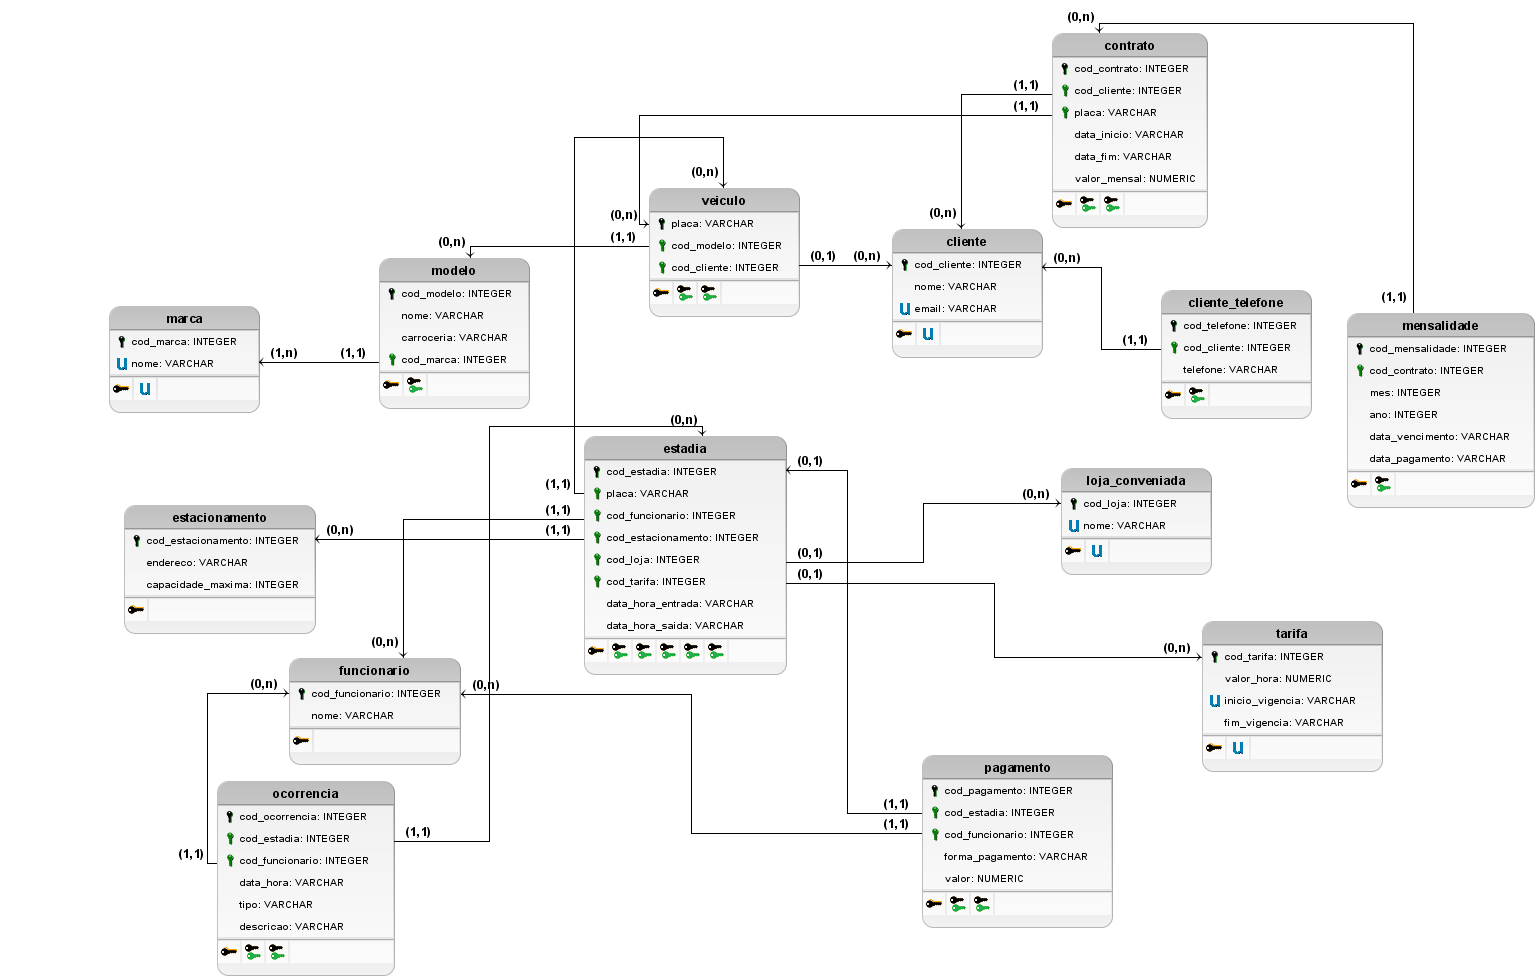 (0,n)
contrato
cod_contrato: INTEGER
cod_cliente: INTEGER
placa: VARCHAR
data_inicio: VARCHAR
data_fim: VARCHAR
valor_mensal: NUMERIC
(1,1)
(1,1)
(0,n)
veiculo
placa: VARCHAR
cod_modelo: INTEGER
cod_cliente: INTEGER
(0,n)
(1,1)
(0,1)
(0,n)
(0,n)
cliente
cod_cliente: INTEGER
nome: VARCHAR
u email: VARCHAR
u
(0,n)
(0,n)
modelo
cod_modelo: INTEGER
nome: VARCHAR
carroceria: VARCHAR
cod_marca: INTEGER
marca
cod_marca: INTEGER
u nome: VARCHAR
u
(1,n)
(1,1)
cliente_telefone
cod_telefone: INTEGER
cod_cliente: INTEGER
telefone: VARCHAR
(1,1)
(1,1)
mensalidade
cod_mensalidade: INTEGER
cod_contrato: INTEGER
mes: INTEGER
ano: INTEGER
data_vencimento: VARCHAR
data_pagamento: VARCHAR
(0,n)
estadia
cod_estadia: INTEGER
placa: VARCHAR
cod_funcionario: INTEGER
cod_estacionamento: INTEGER
cod_loja: INTEGER
cod_tarifa: INTEGER
data_hora_entrada: VARCHAR
data_hora_saida: VARCHAR
(1,1)
(1,1)
(1,1)
(0,1)
(0,1)
(0,1)
(0,n)
loja_conveniada
cod_loja: INTEGER
u nome: VARCHAR
u
estacionamento
cod_estacionamento: INTEGER
endereco: VARCHAR
capacidade_maxima: INTEGER
(0,n)
(0,n)
tarifa
cod_tarifa: INTEGER
valor_hora: NUMERIC
u inicio_vigencia: VARCHAR
fim_vigencia: VARCHAR
u
(0,n)
funcionario
cod_funcionario: INTEGER
nome: VARCHAR
(0,n)
(0,n)
pagamento
cod_pagamento: INTEGER
cod_estadia: INTEGER
cod_funcionario: INTEGER
forma_pagamento: VARCHAR
valor: NUMERIC
(1,1)
(1,1)
ocorrencia
cod_ocorrencia: INTEGER
cod_estadia: INTEGER
cod_funcionario: INTEGER
data_hora: VARCHAR
tipo: VARCHAR
descricao: VARCHAR
(1,1)
(1,1)